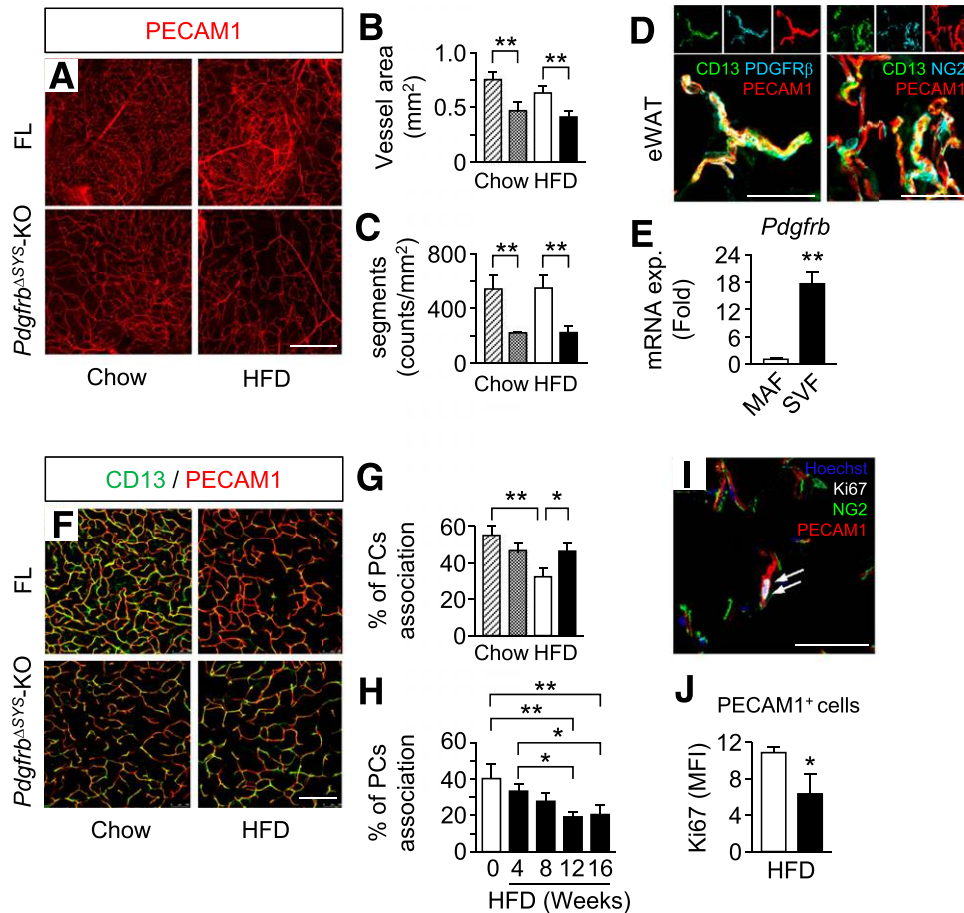 PECAM1
A
FL
Pdgfrb^ΔSYS-KO
Chow
HFD
B
Vessel area
(mm²)
1.0
0.5
0
**
**
Chow HFD
C
segments
(counts/mm²)
800
400
0
**
**
Chow HFD
D
CD13 PDGFRβ
PECAM1
CD13 NG2
PECAM1
eWAT
E
Pdgfrb
mRNA exp.
(Fold)
24
18
12
6
0
**
MAF
SVF
CD13 / PECAM1
F
FL
Pdgfrb^ΔSYS-KO
Chow
HFD
G
% of PCs
association
60
40
20
0
**
*
Chow HFD
H
% of PCs
association
60
40
20
0
**
**
*
*
0 4 8 12 16
HFD (Weeks)
I
Hoechst
Ki67
NG2
PECAM1
J
PECAM1⁺ cells
Ki67 (MFI)
12
8
4
0
*
HFD